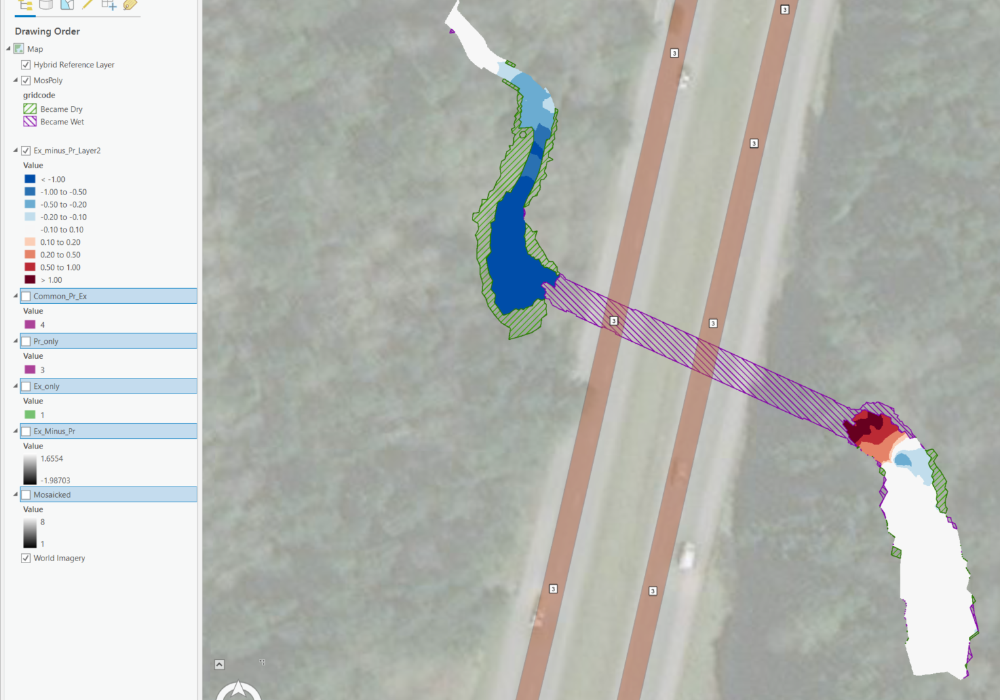 Drawing Order
Map
Hybrid Reference Layer
MosPoly
gridcode
Became Dry
Became Wet
Ex_minus_Pr_Layer2
Value
< -1.00
-1.00 to -0.50
-0.50 to -0.20
-0.20 to -0.10
-0.10 to 0.10
0.10 to 0.20
0.20 to 0.50
0.50 to 1.00
> 1.00
Common_Pr_Ex
Value
4
Pr_only
Value
3
Ex_only
Value
1
Ex_Minus_Pr
Value
1.6554
-1.98703
Mosaicked
Value
8
1
World Imagery
3
3
3
3
3
3
3